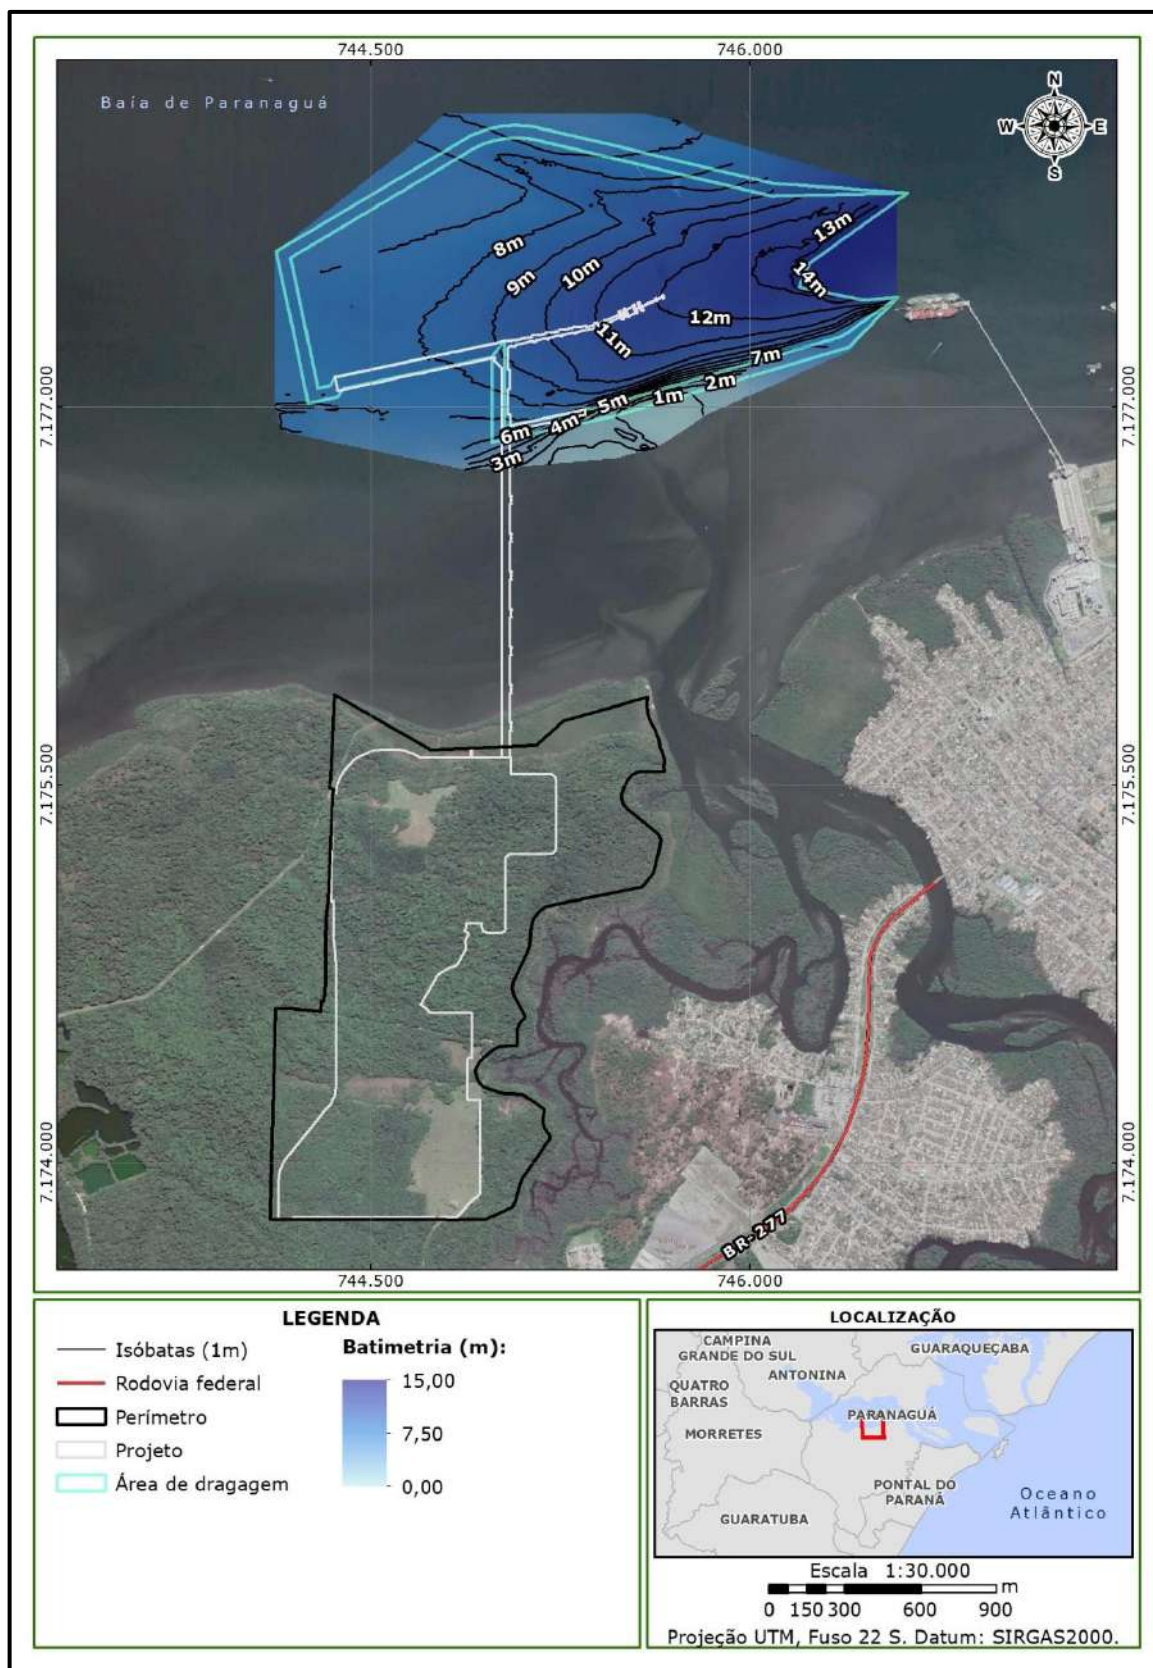 744.500 746.000
Baía de Paranaguá
N
W E
S
13m
8m
14m
10m
9m
12m
11m
7m
2m
5m
1m
4m
6m
3m
7.177.000 7.177.000
7.175.500 7.175.500
7.174.000 7.174.000
BR-277
744.500 746.000
LEGENDA
Isóbatas (1m)
Rodovia federal
Perímetro
Projeto
Área de dragagem
Batimetria (m):
15,00
7,50
0,00
LOCALIZAÇÃO
CAMPINA
GRANDE DO SUL
GUARAQUEÇABA
ANTONINA
QUATRO
BARRAS
PARANAGUÁ
MORRETES
PONTAL DO
PARANÁ
Oceano
Atlântico
GUARATUBA
Escala 1:30.000
m
0 150 300 600 900
Projeção UTM, Fuso 22 S. Datum: SIRGAS2000.